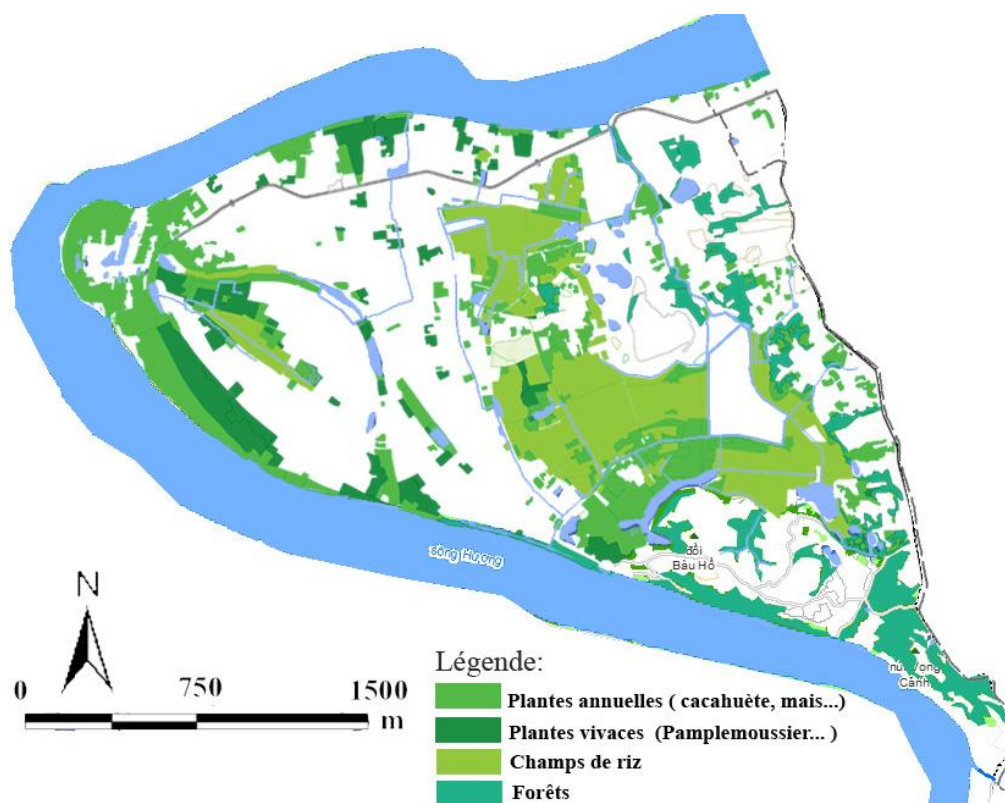 sông Hương
đồi
Bàu Hồ
núi Vọng
Cảnh
N
0 750 1500
m
Légende:
Plantes annuelles ( cacahuète, mais...)
Plantes vivaces (Pamplemoussier... )
Champs de riz
Forêts